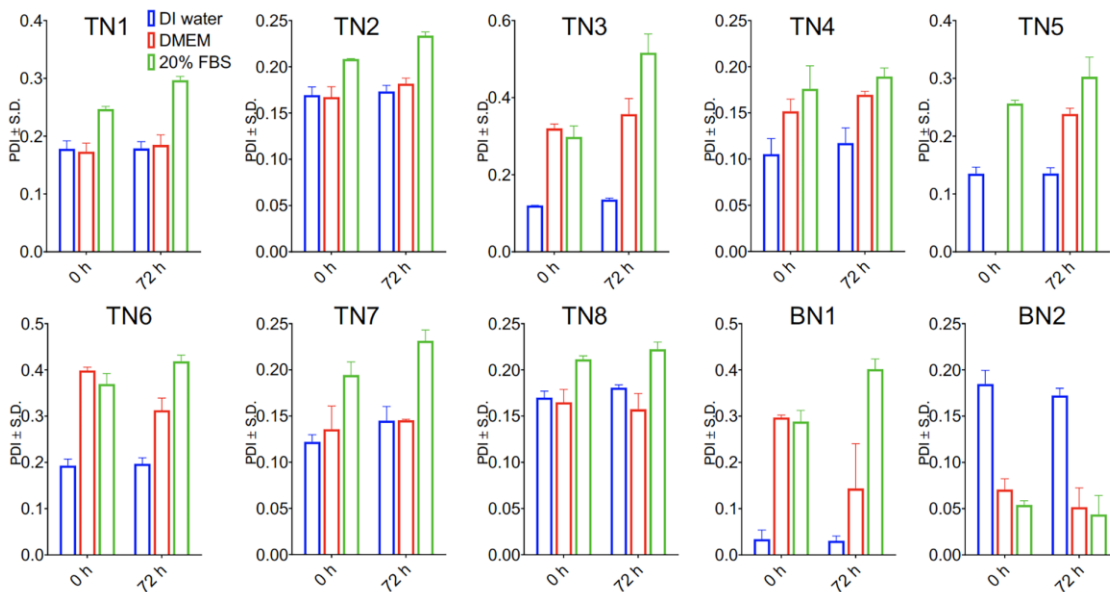 TN1
DI water
DMEM
20% FBS
PDI ± S.D.
0.4
0.3
0.2
0.1
0.0
0 h
72 h
TN2
PDI ± S.D.
0.25
0.20
0.15
0.10
0.05
0.00
0 h
72 h
TN3
PDI ± S.D.
0.6
0.4
0.2
0.0
0 h
72 h
TN4
PDI ± S.D.
0.25
0.20
0.15
0.10
0.05
0.00
0 h
72 h
TN5
PDI ± S.D.
0.4
0.3
0.2
0.1
0.0
0 h
72 h
TN6
PDI ± S.D.
0.5
0.4
0.3
0.2
0.1
0.0
0 h
72 h
TN7
PDI ± S.D.
0.25
0.20
0.15
0.10
0.05
0.00
0 h
72 h
TN8
PDI ± S.D.
0.25
0.20
0.15
0.10
0.05
0.00
0 h
72 h
BN1
PDI ± S.D.
0.5
0.4
0.3
0.2
0.1
0.0
0 h
72 h
BN2
PDI ± S.D.
0.25
0.20
0.15
0.10
0.05
0.00
0 h
72 h